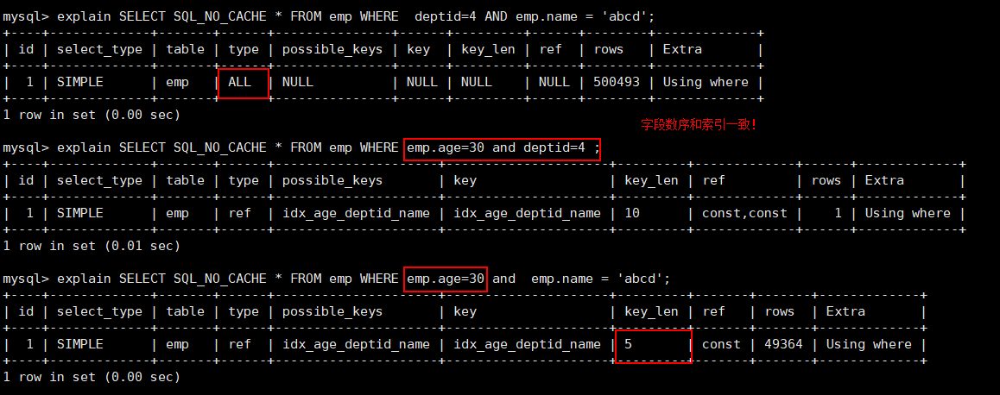 mysql> explain SELECT SQL_NO_CACHE * FROM emp WHERE  deptid=4 AND emp.name = 'abcd';
+----+-------------+-------+------+---------------+------+---------+------+--------+-------------+
| id | select_type | table | type | possible_keys | key  | key_len | ref  | rows   | Extra       |
+----+-------------+-------+------+---------------+------+---------+------+--------+-------------+
|  1 | SIMPLE      | emp   | ALL  | NULL          | NULL | NULL    | NULL | 500493 | Using where |
+----+-------------+-------+------+---------------+------+---------+------+--------+-------------+
1 row in set (0.00 sec)
字段数序和索引一致!
mysql> explain SELECT SQL_NO_CACHE * FROM emp WHERE emp.age=30 and deptid=4 ;
+----+-------------+-------+------+---------------------+---------------------+---------+-------------+------+-------------+
| id | select_type | table | type | possible_keys       | key                 | key_len | ref         | rows | Extra       |
+----+-------------+-------+------+---------------------+---------------------+---------+-------------+------+-------------+
|  1 | SIMPLE      | emp   | ref  | idx_age_deptid_name | idx_age_deptid_name | 10      | const,const |    1 | Using where |
+----+-------------+-------+------+---------------------+---------------------+---------+-------------+------+-------------+
1 row in set (0.01 sec)
mysql> explain SELECT SQL_NO_CACHE * FROM emp WHERE emp.age=30 and  emp.name = 'abcd';
+----+-------------+-------+------+---------------------+---------------------+---------+-------+-------+-------------+
| id | select_type | table | type | possible_keys       | key                 | key_len | ref   | rows  | Extra       |
+----+-------------+-------+------+---------------------+---------------------+---------+-------+-------+-------------+
|  1 | SIMPLE      | emp   | ref  | idx_age_deptid_name | idx_age_deptid_name | 5       | const | 49364 | Using where |
+----+-------------+-------+------+---------------------+---------------------+---------+-------+-------+-------------+
1 row in set (0.00 sec)